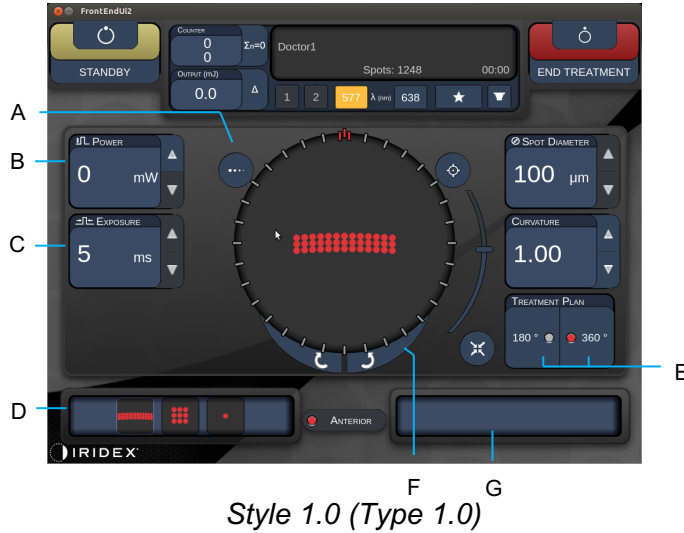 FrontEndUi2
STANDBY
COUNTER
0
0
Σn=0
OUTPUT (mJ)
0.0
Δ
Doctor1
Spots: 1248
00:00
1
2
577
λ (nm)
638
END TREATMENT
A
B
C
D
POWER
0
mW
EXPOSURE
5
ms
SPOT DIAMETER
100
µm
CURVATURE
1.00
TREATMENT PLAN
180 °
360 °
E
ANTERIOR
IRIDEX
F
G
Style 1.0 (Type 1.0)